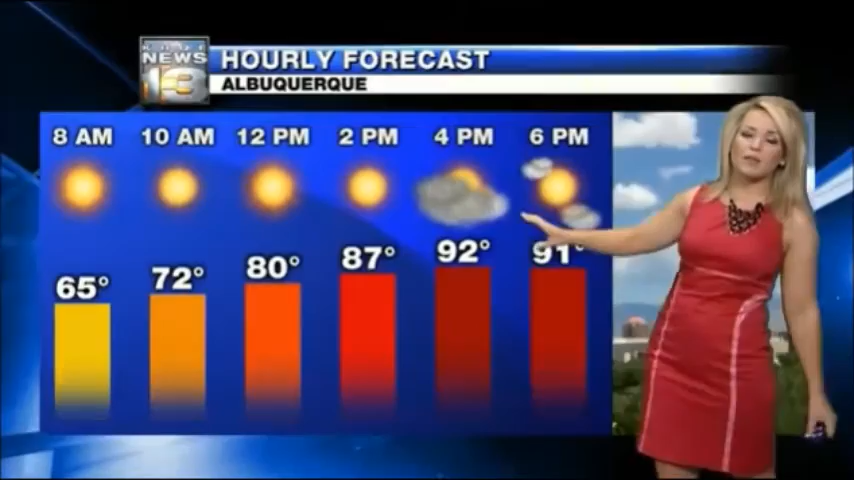 KRQE
NEWS
13
HOURLY FORECAST
ALBUQUERQUE
8 AM 10 AM 12 PM 2 PM 4 PM 6 PM
65° 72° 80° 87° 92° 91°